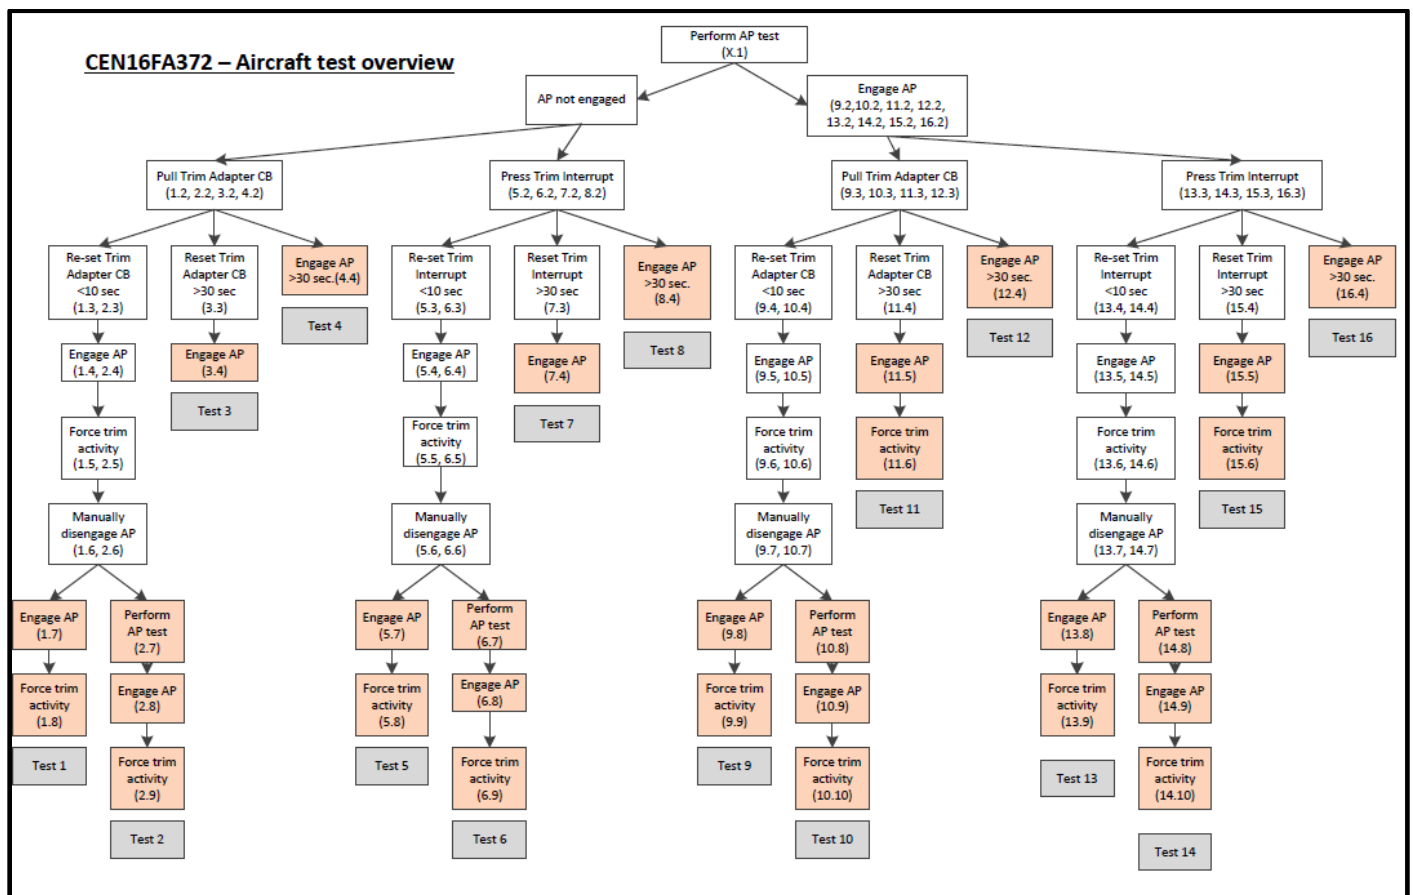 CEN16FA372 – Aircraft test overview
Perform AP test
(X.1)
AP not engaged
Engage AP
(9.2,10.2, 11.2, 12.2,
13.2, 14.2, 15.2, 16.2)
Pull Trim Adapter CB
(1.2, 2.2, 3.2, 4.2)
Press Trim Interrupt
(5.2, 6.2, 7.2, 8.2)
Pull Trim Adapter CB
(9.3, 10.3, 11.3, 12.3)
Press Trim Interrupt
(13.3, 14.3, 15.3, 16.3)
Re-set Trim
Adapter CB
<10 sec
(1.3, 2.3)
Reset Trim
Adapter CB
>30 sec
(3.3)
Engage AP
>30 sec.(4.4)
Test 4
Engage AP
(1.4, 2.4)
Engage AP
(3.4)
Test 3
Force trim
activity
(1.5, 2.5)
Manually
disengage AP
(1.6, 2.6)
Engage AP
(1.7)
Force trim
activity
(1.8)
Test 1
Perform
AP test
(2.7)
Engage AP
(2.8)
Force trim
activity
(2.9)
Test 2
Re-set Trim
Interrupt
<10 sec
(5.3, 6.3)
Reset Trim
Interrupt
>30 sec
(7.3)
Engage AP
>30 sec.
(8.4)
Test 8
Engage AP
(5.4, 6.4)
Engage AP
(7.4)
Test 7
Force trim
activity
(5.5, 6.5)
Manually
disengage AP
(5.6, 6.6)
Engage AP
(5.7)
Force trim
activity
(5.8)
Test 5
Perform
AP test
(6.7)
Engage AP
(6.8)
Force trim
activity
(6.9)
Test 6
Re-set Trim
Adapter CB
<10 sec
(9.4, 10.4)
Reset Trim
Adapter CB
>30 sec
(11.4)
Engage AP
>30 sec.
(12.4)
Test 12
Engage AP
(9.5, 10.5)
Engage AP
(11.5)
Force trim
activity
(9.6, 10.6)
Force trim
activity
(11.6)
Test 11
Manually
disengage AP
(9.7, 10.7)
Engage AP
(9.8)
Force trim
activity
(9.9)
Test 9
Perform
AP test
(10.8)
Engage AP
(10.9)
Force trim
activity
(10.10)
Test 10
Re-set Trim
Interrupt
<10 sec
(13.4, 14.4)
Reset Trim
Interrupt
>30 sec
(15.4)
Engage AP
>30 sec.
(16.4)
Test 16
Engage AP
(13.5, 14.5)
Engage AP
(15.5)
Force trim
activity
(13.6, 14.6)
Force trim
activity
(15.6)
Test 15
Manually
disengage AP
(13.7, 14.7)
Engage AP
(13.8)
Force trim
activity
(13.9)
Test 13
Perform
AP test
(14.8)
Engage AP
(14.9)
Force trim
activity
(14.10)
Test 14